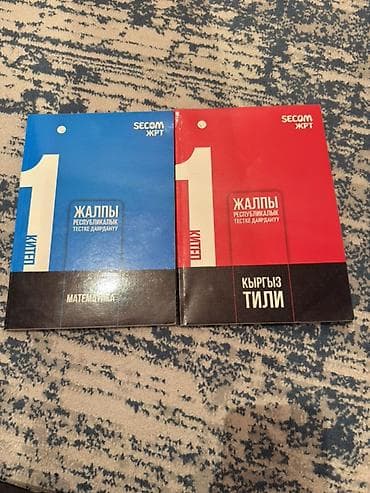 SECOM
ЖРТ
1
КИТЕП
ЖАЛПЫ
РЕСПУБЛИКАЛЫК
ТЕСТКЕ ДАЯРДАНУУ
МАТЕМАТИКА
SECOM
ЖРТ
1
КИТЕП
ЖАЛПЫ
РЕСПУБЛИКАЛЫК
ТЕСТКЕ ДАЯРДАНУУ
КЫРГЫЗ
ТИЛИ